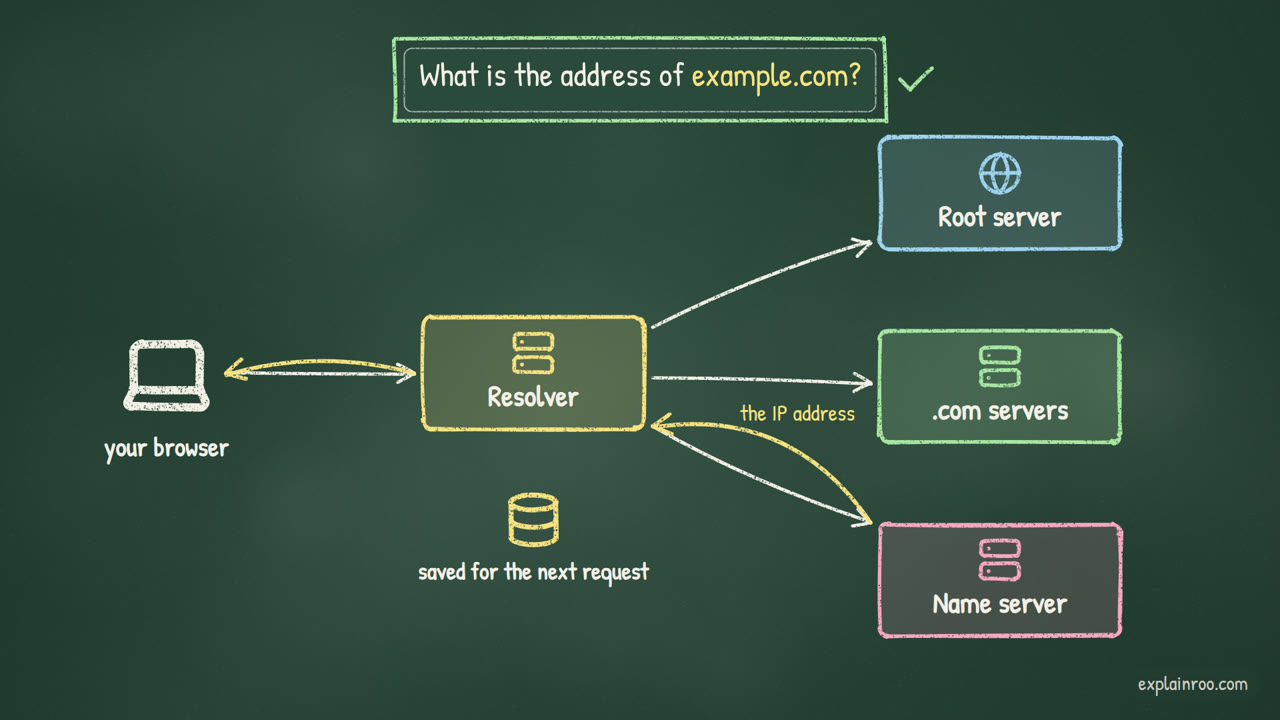 What is the address of example.com?
Root server
your browser
Resolver
.com servers
the IP address
saved for the next request
Name server
explainroo.com